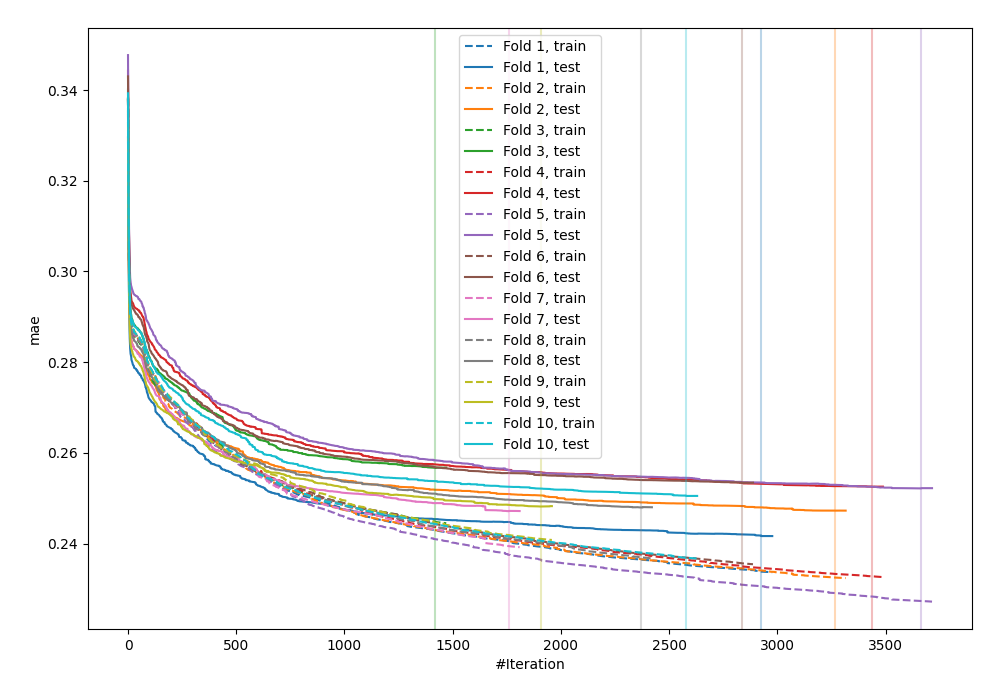 0.34
0.32
0.30
0.28
0.26
0.24
mae
0
500
1000
1500
2000
2500
3000
3500
#Iteration
Fold 1, train
Fold 1, test
Fold 2, train
Fold 2, test
Fold 3, train
Fold 3, test
Fold 4, train
Fold 4, test
Fold 5, train
Fold 5, test
Fold 6, train
Fold 6, test
Fold 7, train
Fold 7, test
Fold 8, train
Fold 8, test
Fold 9, train
Fold 9, test
Fold 10, train
Fold 10, test